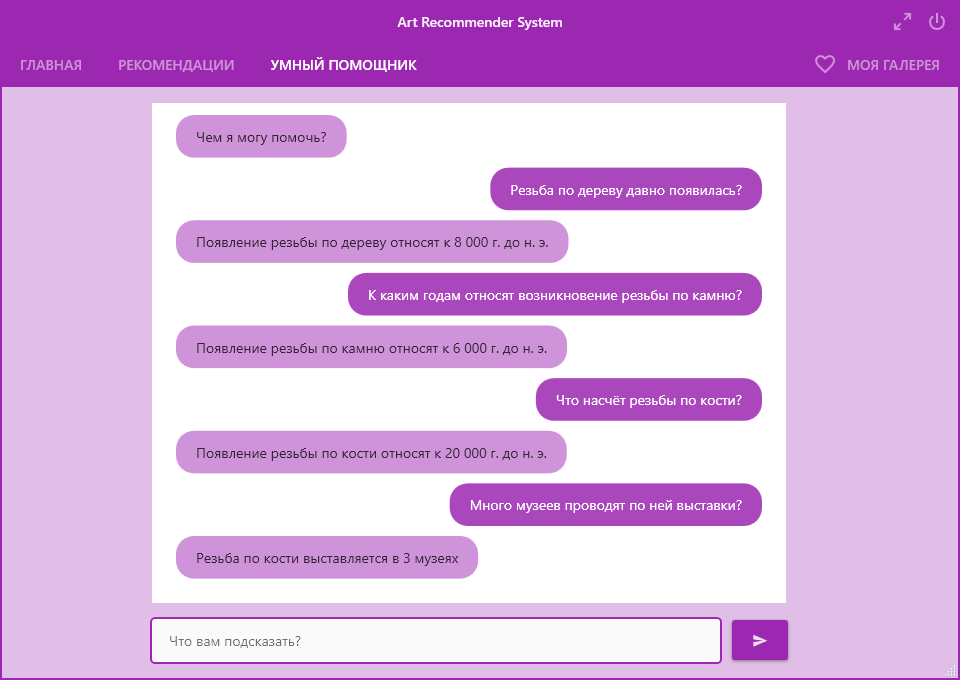 Art Recommender System
ГЛАВНАЯ
РЕКОМЕНДАЦИИ
УМНЫЙ ПОМОЩНИК
МОЯ ГАЛЕРЕЯ
Чем я могу помочь?
Резьба по дереву давно появилась?
Появление резьбы по дереву относят к 8 000 г. до н. э.
К каким годам относят возникновение резьбы по камню?
Появление резьбы по камню относят к 6 000 г. до н. э.
Что насчёт резьбы по кости?
Появление резьбы по кости относят к 20 000 г. до н. э.
Много музеев проводят по ней выставки?
Резьба по кости выставляется в 3 музеях
Что вам подсказать?